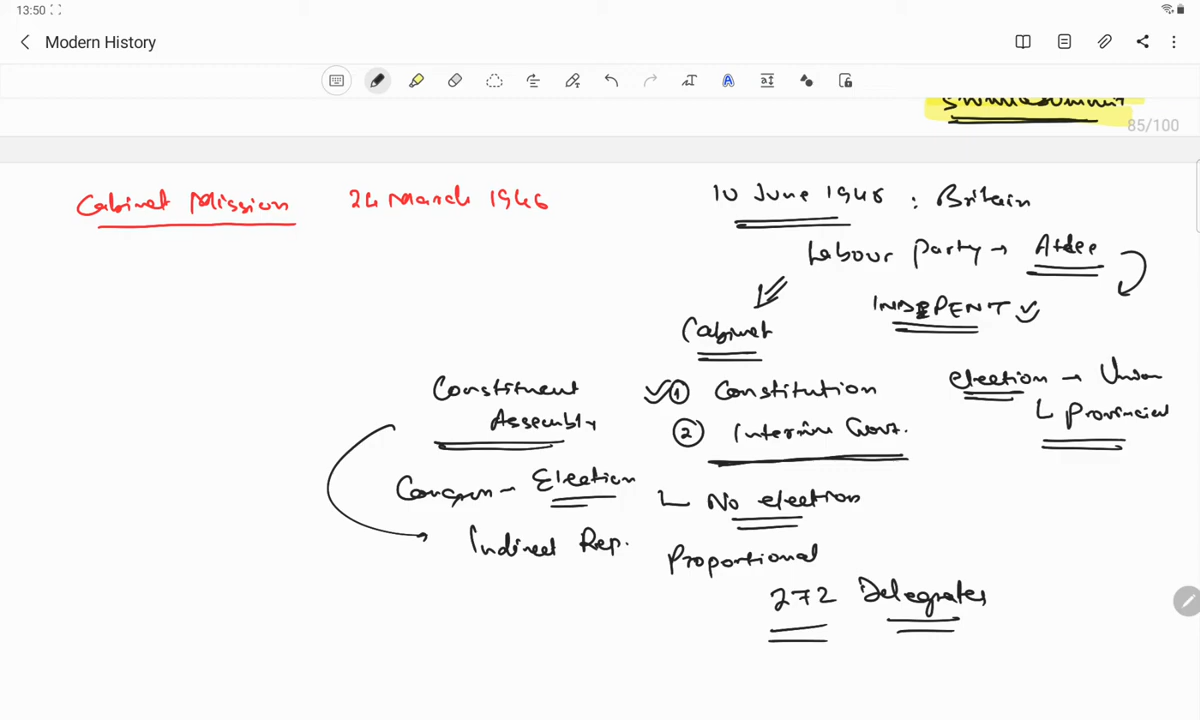 13:50
Modern History
Shimla Summit
85/100
Cabinet Mission 24 March 1946
10 June 1946 : Britain
Labour Party → Atlee
INDEPENT
Cabinet
Constituent Assembly
① Constitution
② Interim Govt.
Election → Union
Provincial
Congress - Election
No election
Indirect Rep.
Proportional
272 Delegates